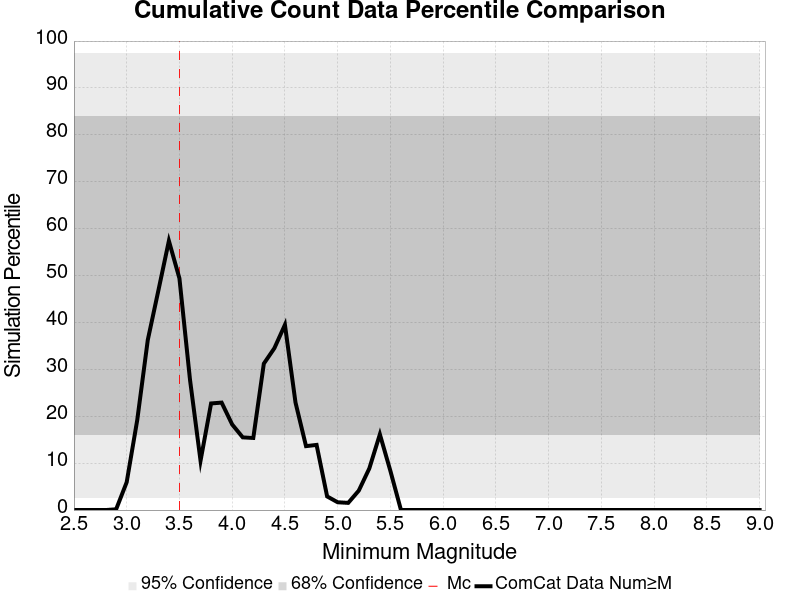 Cumulative Count Data Percentile Comparison
100
90
80
70
60
50
40
30
20
10
0
Simulation Percentile
2.5 3.0 3.5 4.0 4.5 5.0 5.5 6.0 6.5 7.0 7.5 8.0 8.5 9.0
Minimum Magnitude
95% Confidence 68% Confidence Mc ComCat Data Num≥M